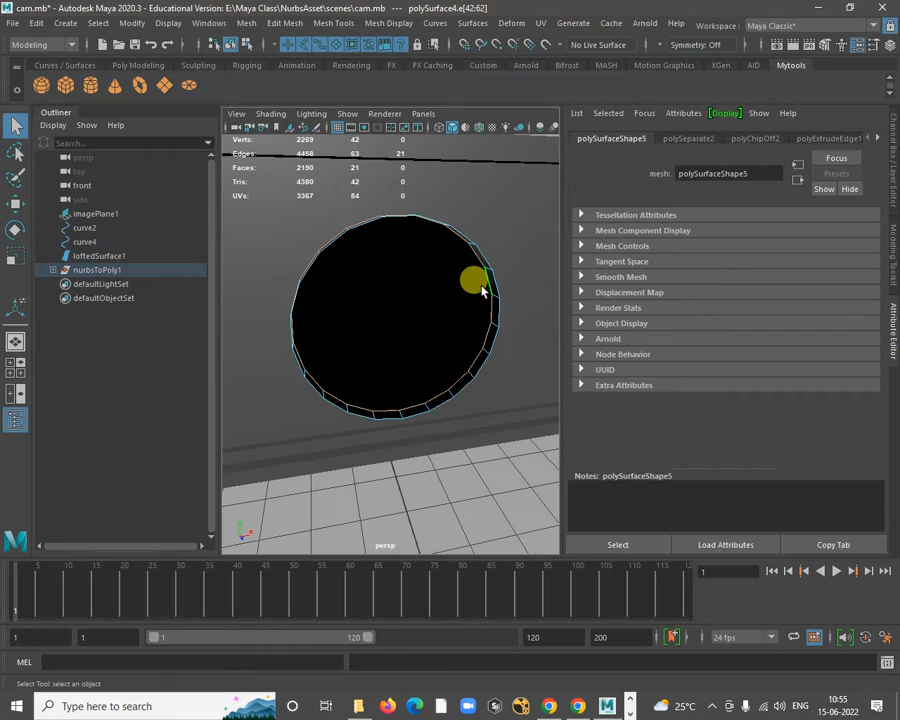 cam.mb* - Autodesk Maya 2020.3 - Educational Version: E:\Maya Class\NurbsAsset\scenes\cam.mb --- polySurface4.e[42:62]
File Edit Create Select Modify Display Windows Mesh Edit Mesh Mesh Tools Mesh Display Curves Surfaces Deform UV Generate Cache Arnold Help
Workspace : Maya Classic*
Modeling
No Live Surface
Symmetry: Off
Curves / Surfaces Poly Modeling Sculpting Rigging Animation Rendering FX FX Caching Custom Arnold Bifrost MASH Motion Graphics XGen AID Mytools
Outliner
Display Show Help
Search...
persp
top
front
side
imagePlane1
curve2
curve4
loftedSurface1
nurbsToPoly1
defaultLightSet
defaultObjectSet
View Shading Lighting Show Renderer Panels
Verts: 2269 42 0
Edges: 4458 63 21
Faces: 2190 21 0
Tris: 4380 42 0
UVs: 3367 84 0
persp
List Selected Focus Attributes Display Show Help
polySurfaceShape5 polySeparate2 polyChipOff2 polyExtrudeEdge1
mesh: polySurfaceShape5
Focus
Presets
Show Hide
Tessellation Attributes
Mesh Component Display
Mesh Controls
Tangent Space
Smooth Mesh
Displacement Map
Render Stats
Object Display
Arnold
Node Behavior
UUID
Extra Attributes
Notes: polySurfaceShape5
Select Load Attributes Copy Tab
Channel Box / Layer Editor
Modeling Toolkit
Attribute Editor
5 10 15 20 25 30 35 40 45 50 55 60 65 70 75 80 85 90 95 100 105 110 115 12
1
1
1 1 1 120 120 200 24 fps
MEL
Select Tool: select an object
Type here to search
25°C
ENG
10:55
15-06-2022